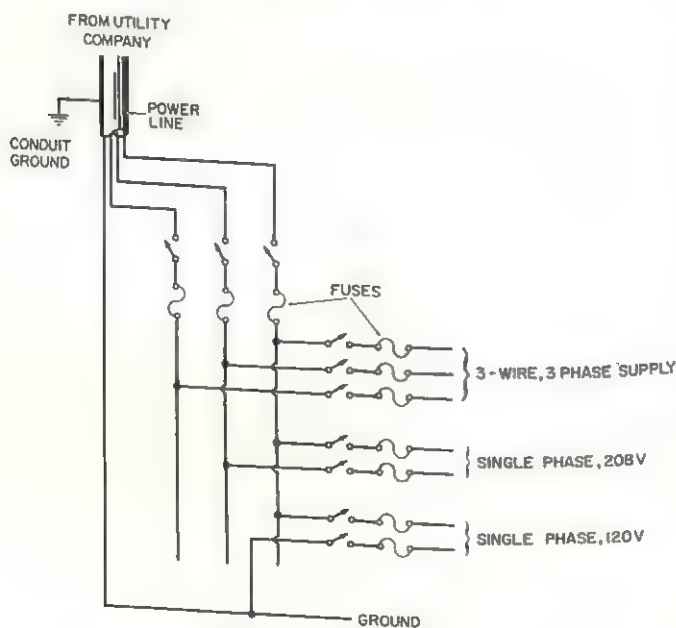 FROM UTILITY
COMPANY
POWER
LINE
CONDUIT
GROUND
FUSES
3-WIRE, 3 PHASE SUPPLY
SINGLE PHASE, 208V
SINGLE PHASE, 120V
GROUND